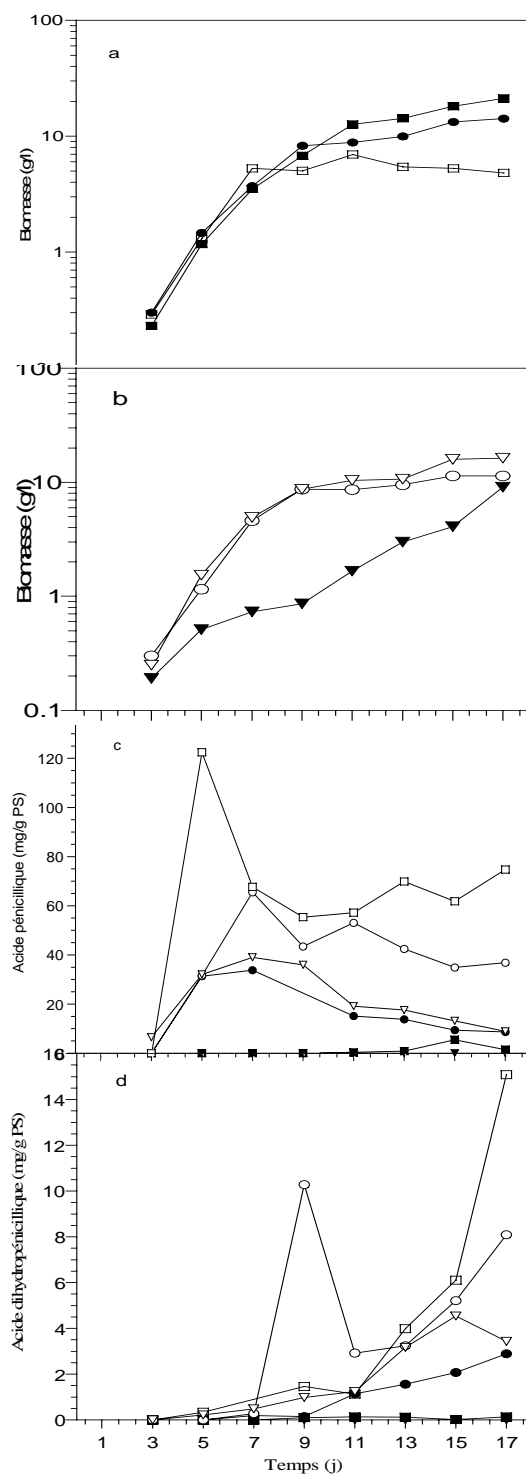 100
a
10
Biomasse (g/l)
1
100
b
10
Biomasse (g/l)
1
0.1
c
120
100
80
Acide pénicillique (mg/g PS)
60
40
20
16
d
14
12
10
Acide dihydropénicillique (mg/g PS)
8
6
4
2
0
1 3 5 7 9 11 13 15 17
Temps (j)